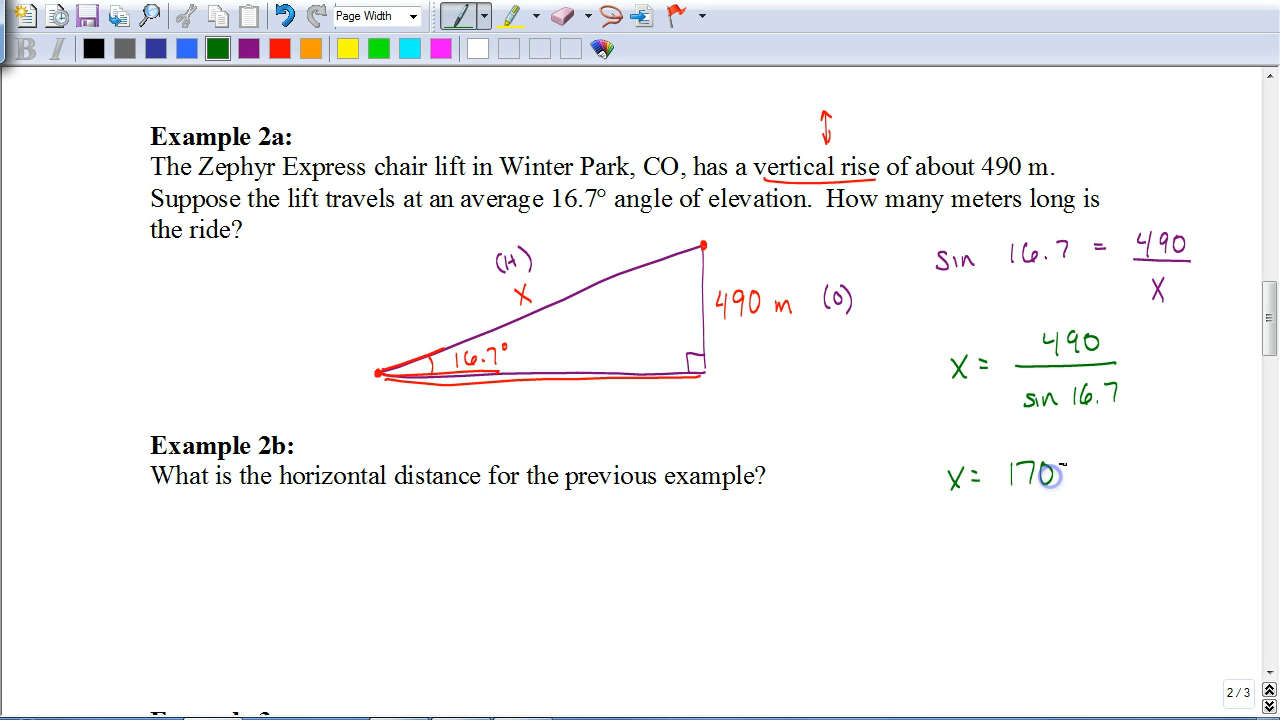 Page Width
B I
Example 2a:
The Zephyr Express chair lift in Winter Park, CO, has a vertical rise of about 490 m.
Suppose the lift travels at an average 16.7° angle of elevation. How many meters long is
the ride?
(H)
x
490 m (O)
16.7°
sin 16.7 = 490
x
x = 490
sin 16.7
Example 2b:
What is the horizontal distance for the previous example?
x = 170
2 / 3